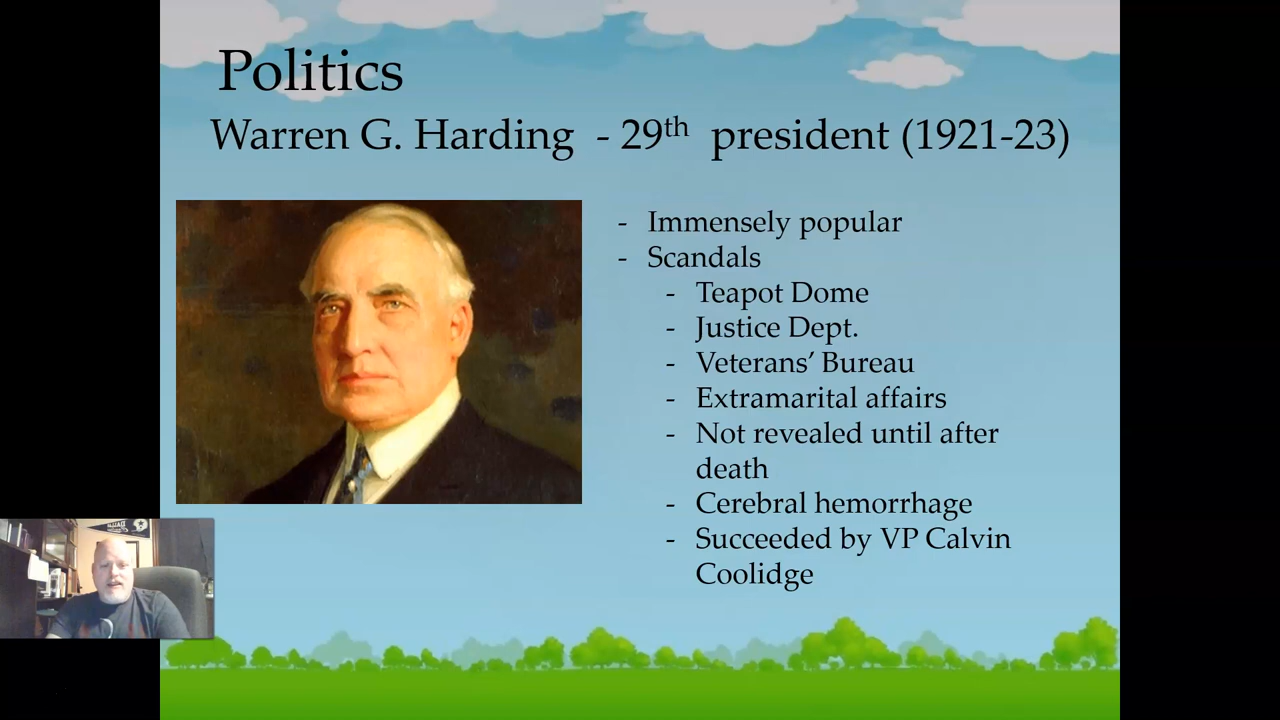 Politics
Warren G. Harding - 29th president (1921-23)
- Immensely popular
- Scandals
- Teapot Dome
- Justice Dept.
- Veterans’ Bureau
- Extramarital affairs
- Not revealed until after
death
- Cerebral hemorrhage
- Succeeded by VP Calvin
Coolidge